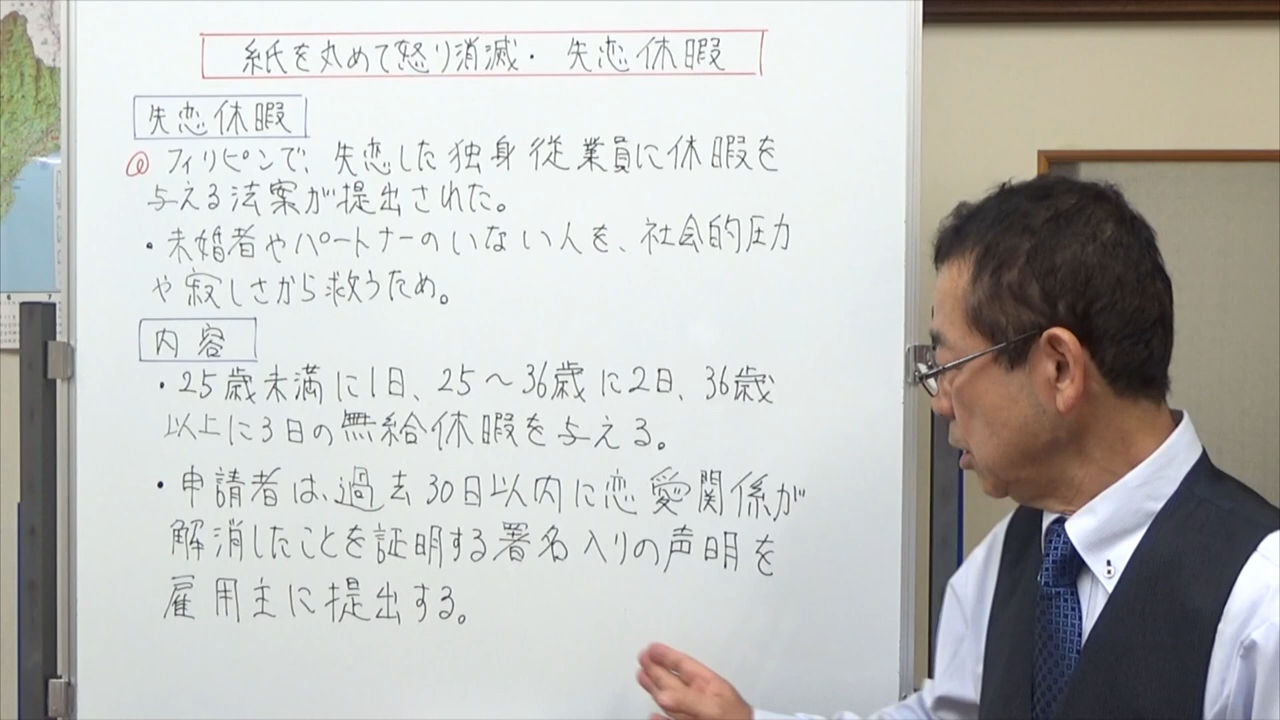 紙を丸めて怒り消滅・失恋休暇
失恋休暇
@ フィリピンで、失恋した独身従業員に休暇を
与える法案が提出された。
・未婚者やパートナーのいない人を、社会的圧力
や寂しさから救うため。
内容
・25歳未満に1日、25～36歳に2日、36歳
以上に3日の無給休暇を与える。
・申請者は、過去30日以内に恋愛関係が
解消したことを証明する署名入りの声明を
雇用主に提出する。
6 7